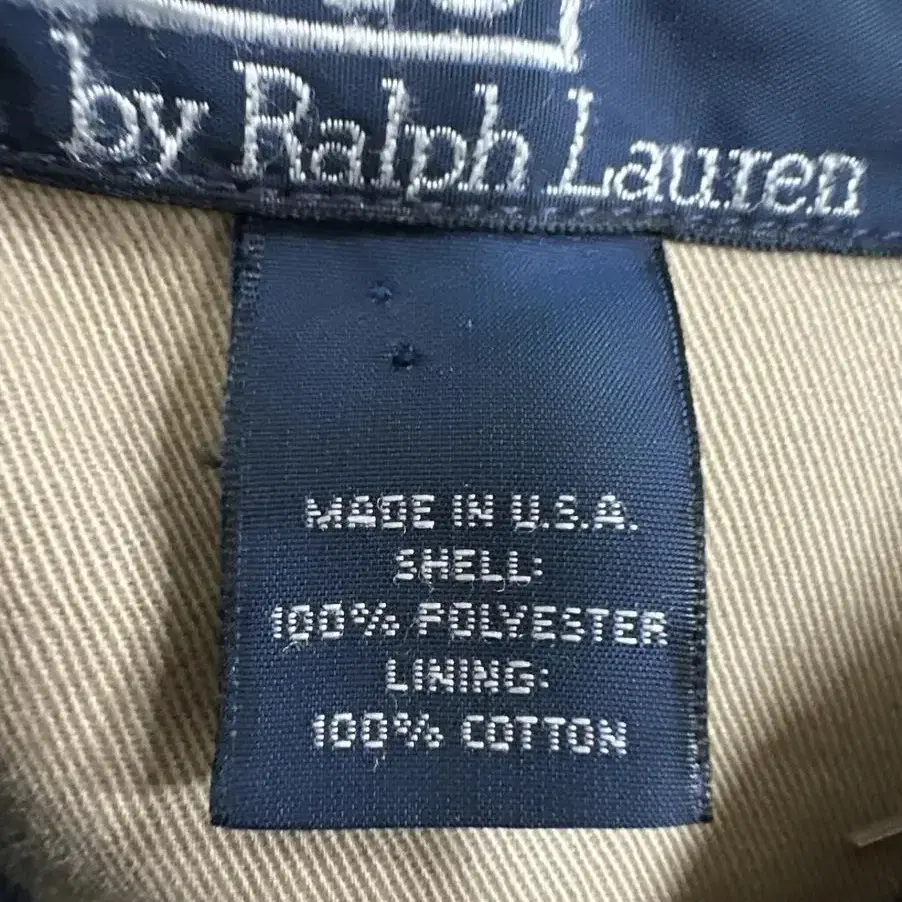 by Ralph Lauren
MADE IN U.S.A.
SHELL:
100% POLYESTER
LINING:
100% COTTON